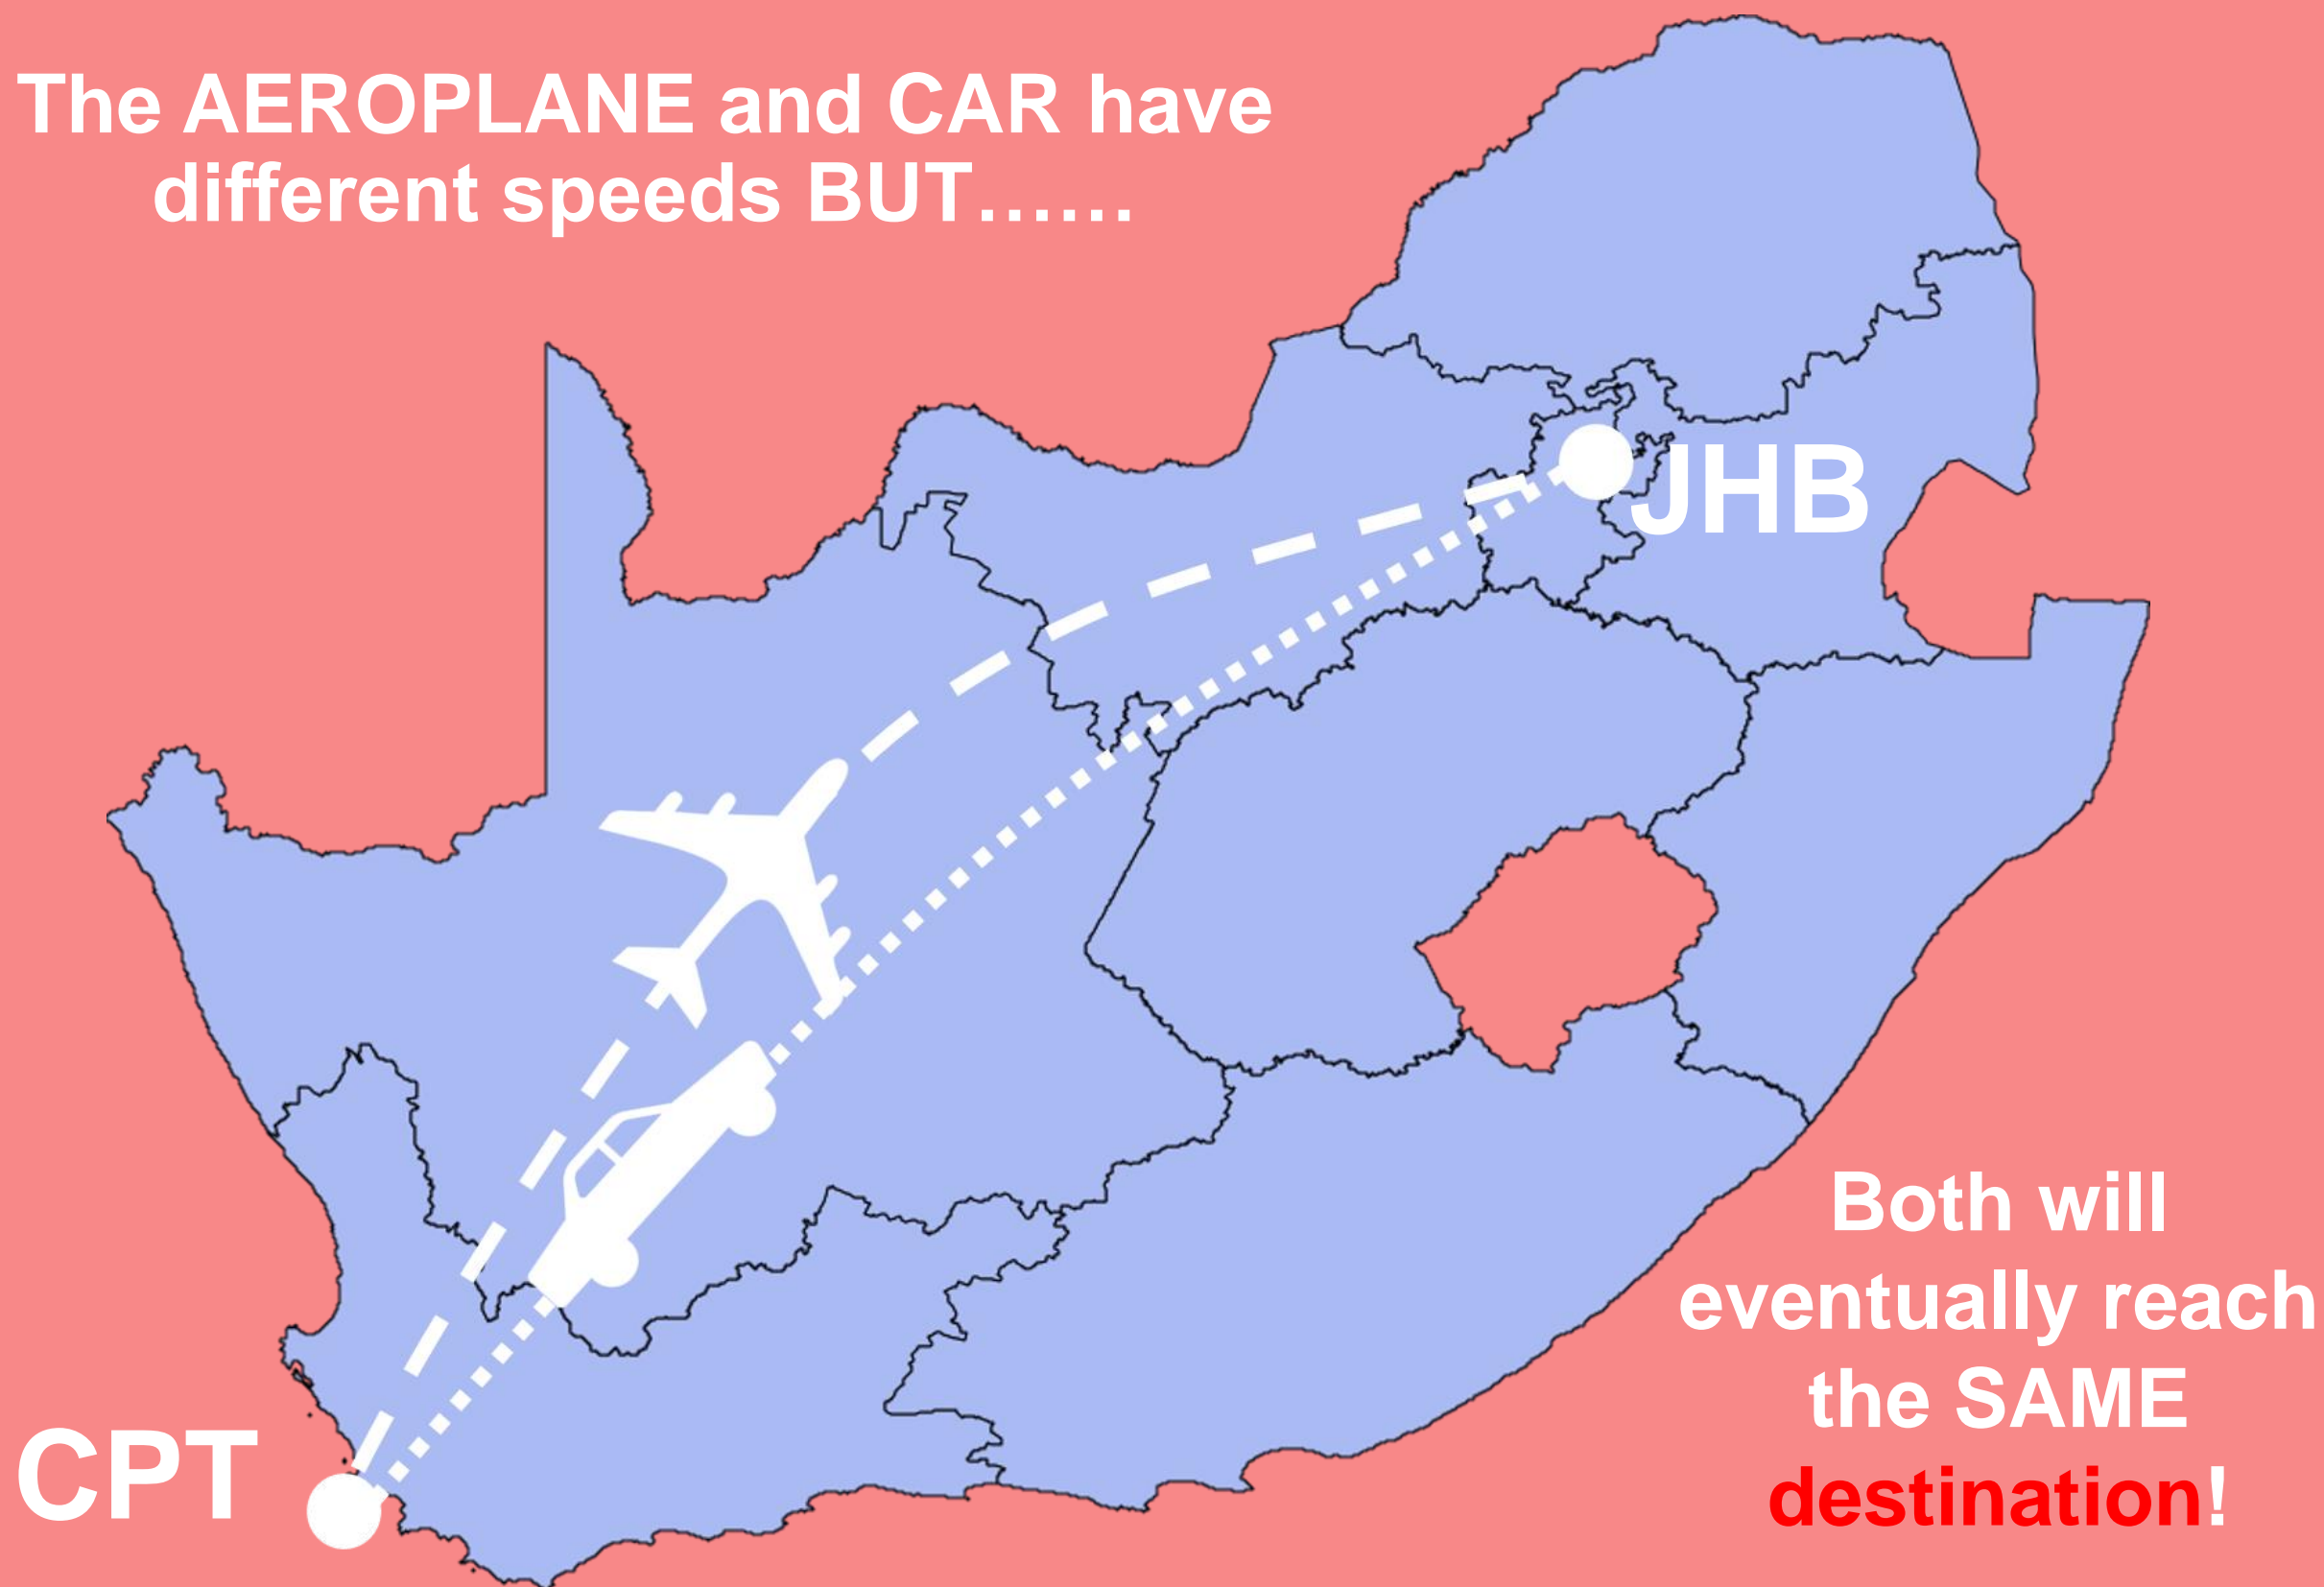 The AEROPLANE and CAR have
different speeds BUT……
JHB
CPT
Both will
eventually reach
the SAME
destination!